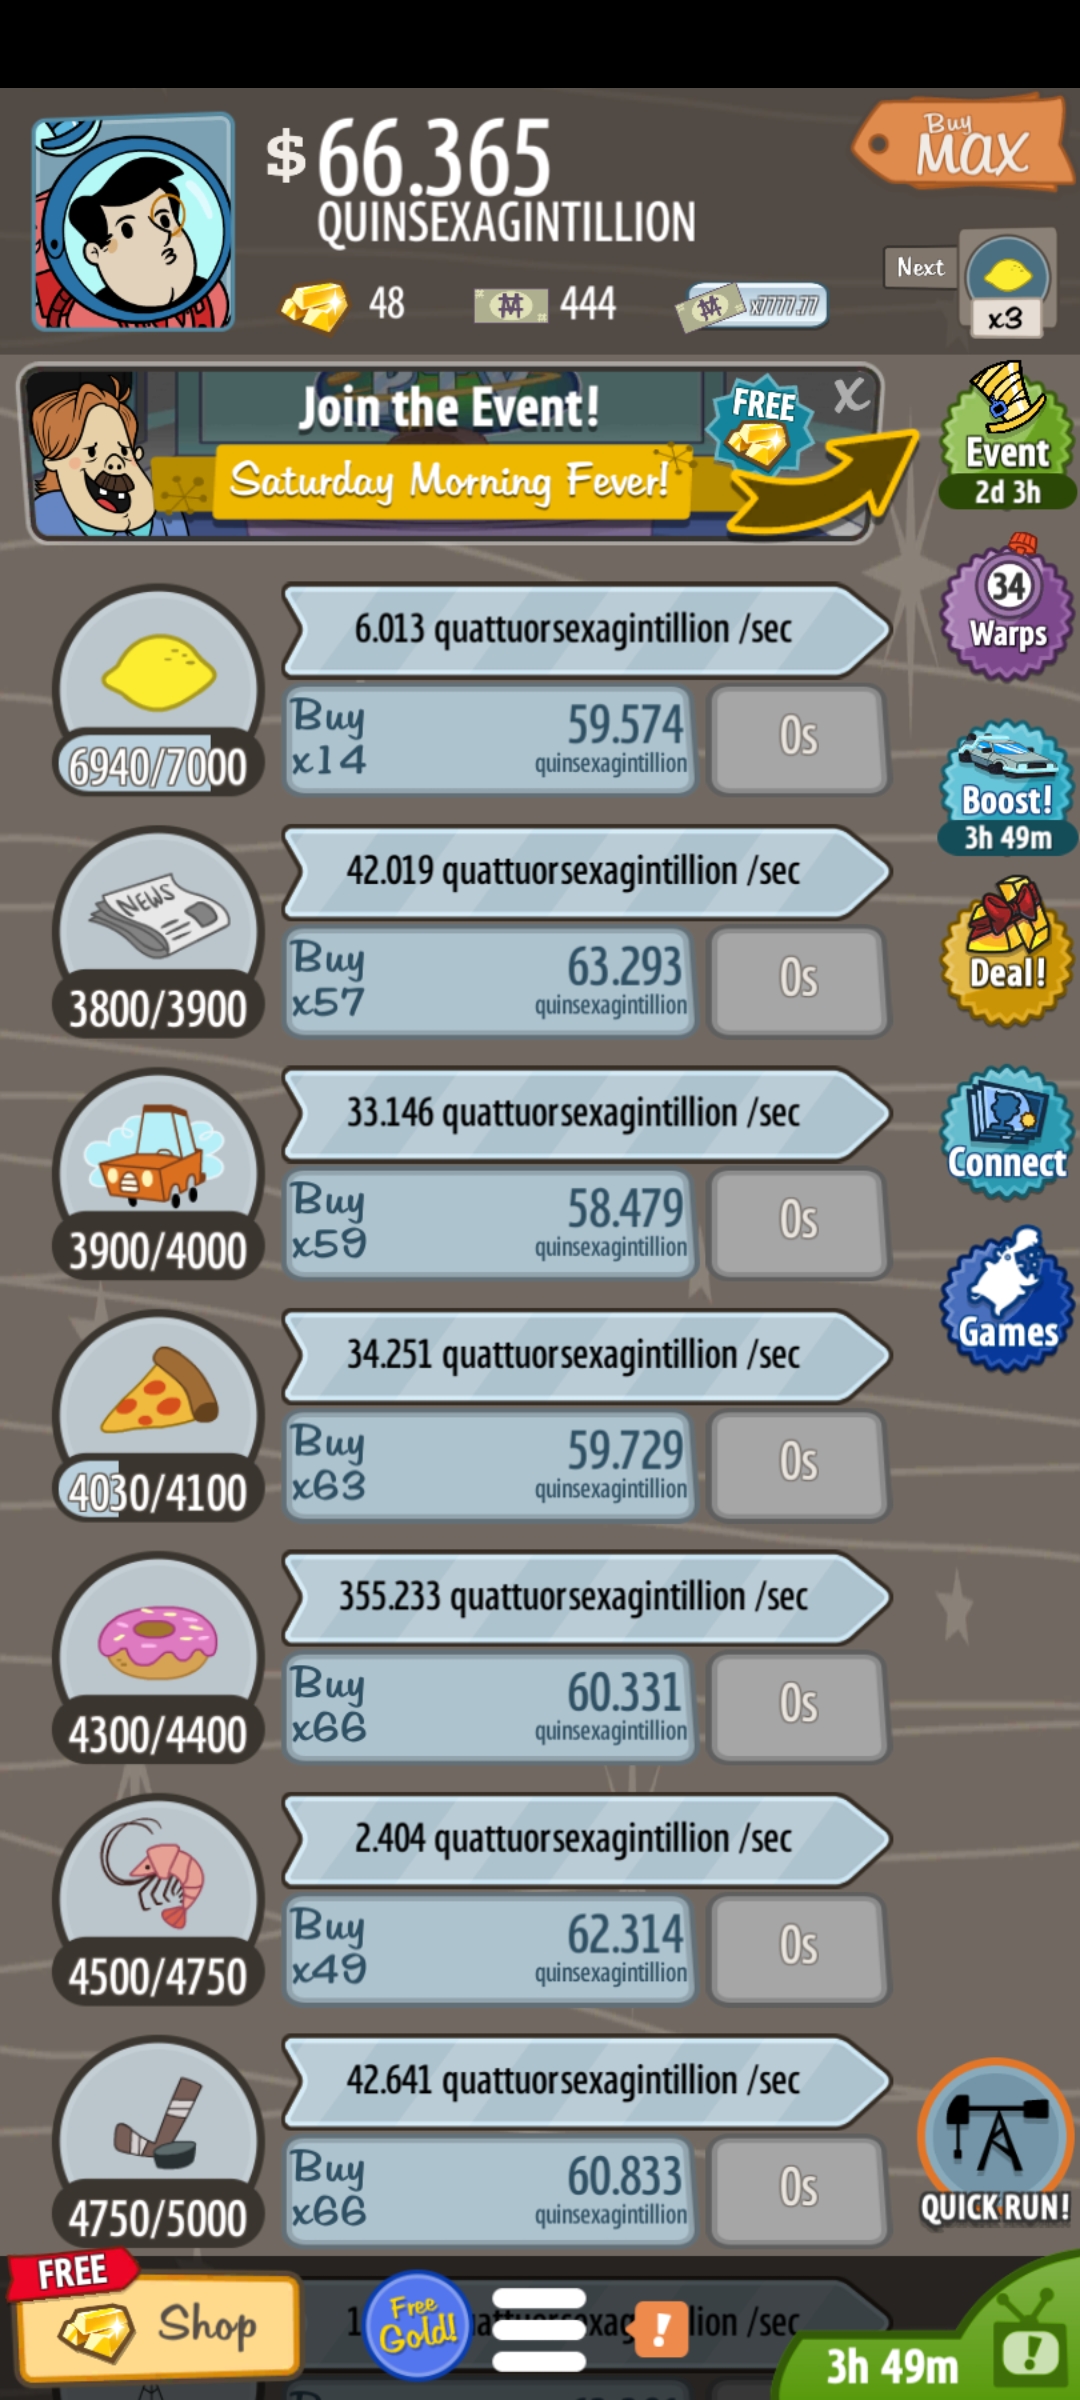 $ 66.365
QUINSEXAGINTILLION
Buy
MAX
48
444
x7777.77
Next
x3
Join the Event!
Saturday Morning Fever!
FREE
X
Event
2d 3h
34
Warps
6.013 quattuorsexagintillion /sec
Buy
x14
59.574
quinsexagintillion
0s
6940/7000
Boost!
3h 49m
42.019 quattuorsexagintillion /sec
NEWS
Buy
x57
63.293
quinsexagintillion
0s
3800/3900
Deal!
33.146 quattuorsexagintillion /sec
Buy
x59
58.479
quinsexagintillion
0s
3900/4000
Connect
34.251 quattuorsexagintillion /sec
Buy
x63
59.729
quinsexagintillion
0s
4030/4100
Games
355.233 quattuorsexagintillion /sec
Buy
x66
60.331
quinsexagintillion
0s
4300/4400
2.404 quattuorsexagintillion /sec
Buy
x49
62.314
quinsexagintillion
0s
4500/4750
42.641 quattuorsexagintillion /sec
Buy
x66
60.833
quinsexagintillion
0s
4750/5000
QUICK RUN!
FREE
Shop
Free
Gold!
!
/sec
3h 49m
!